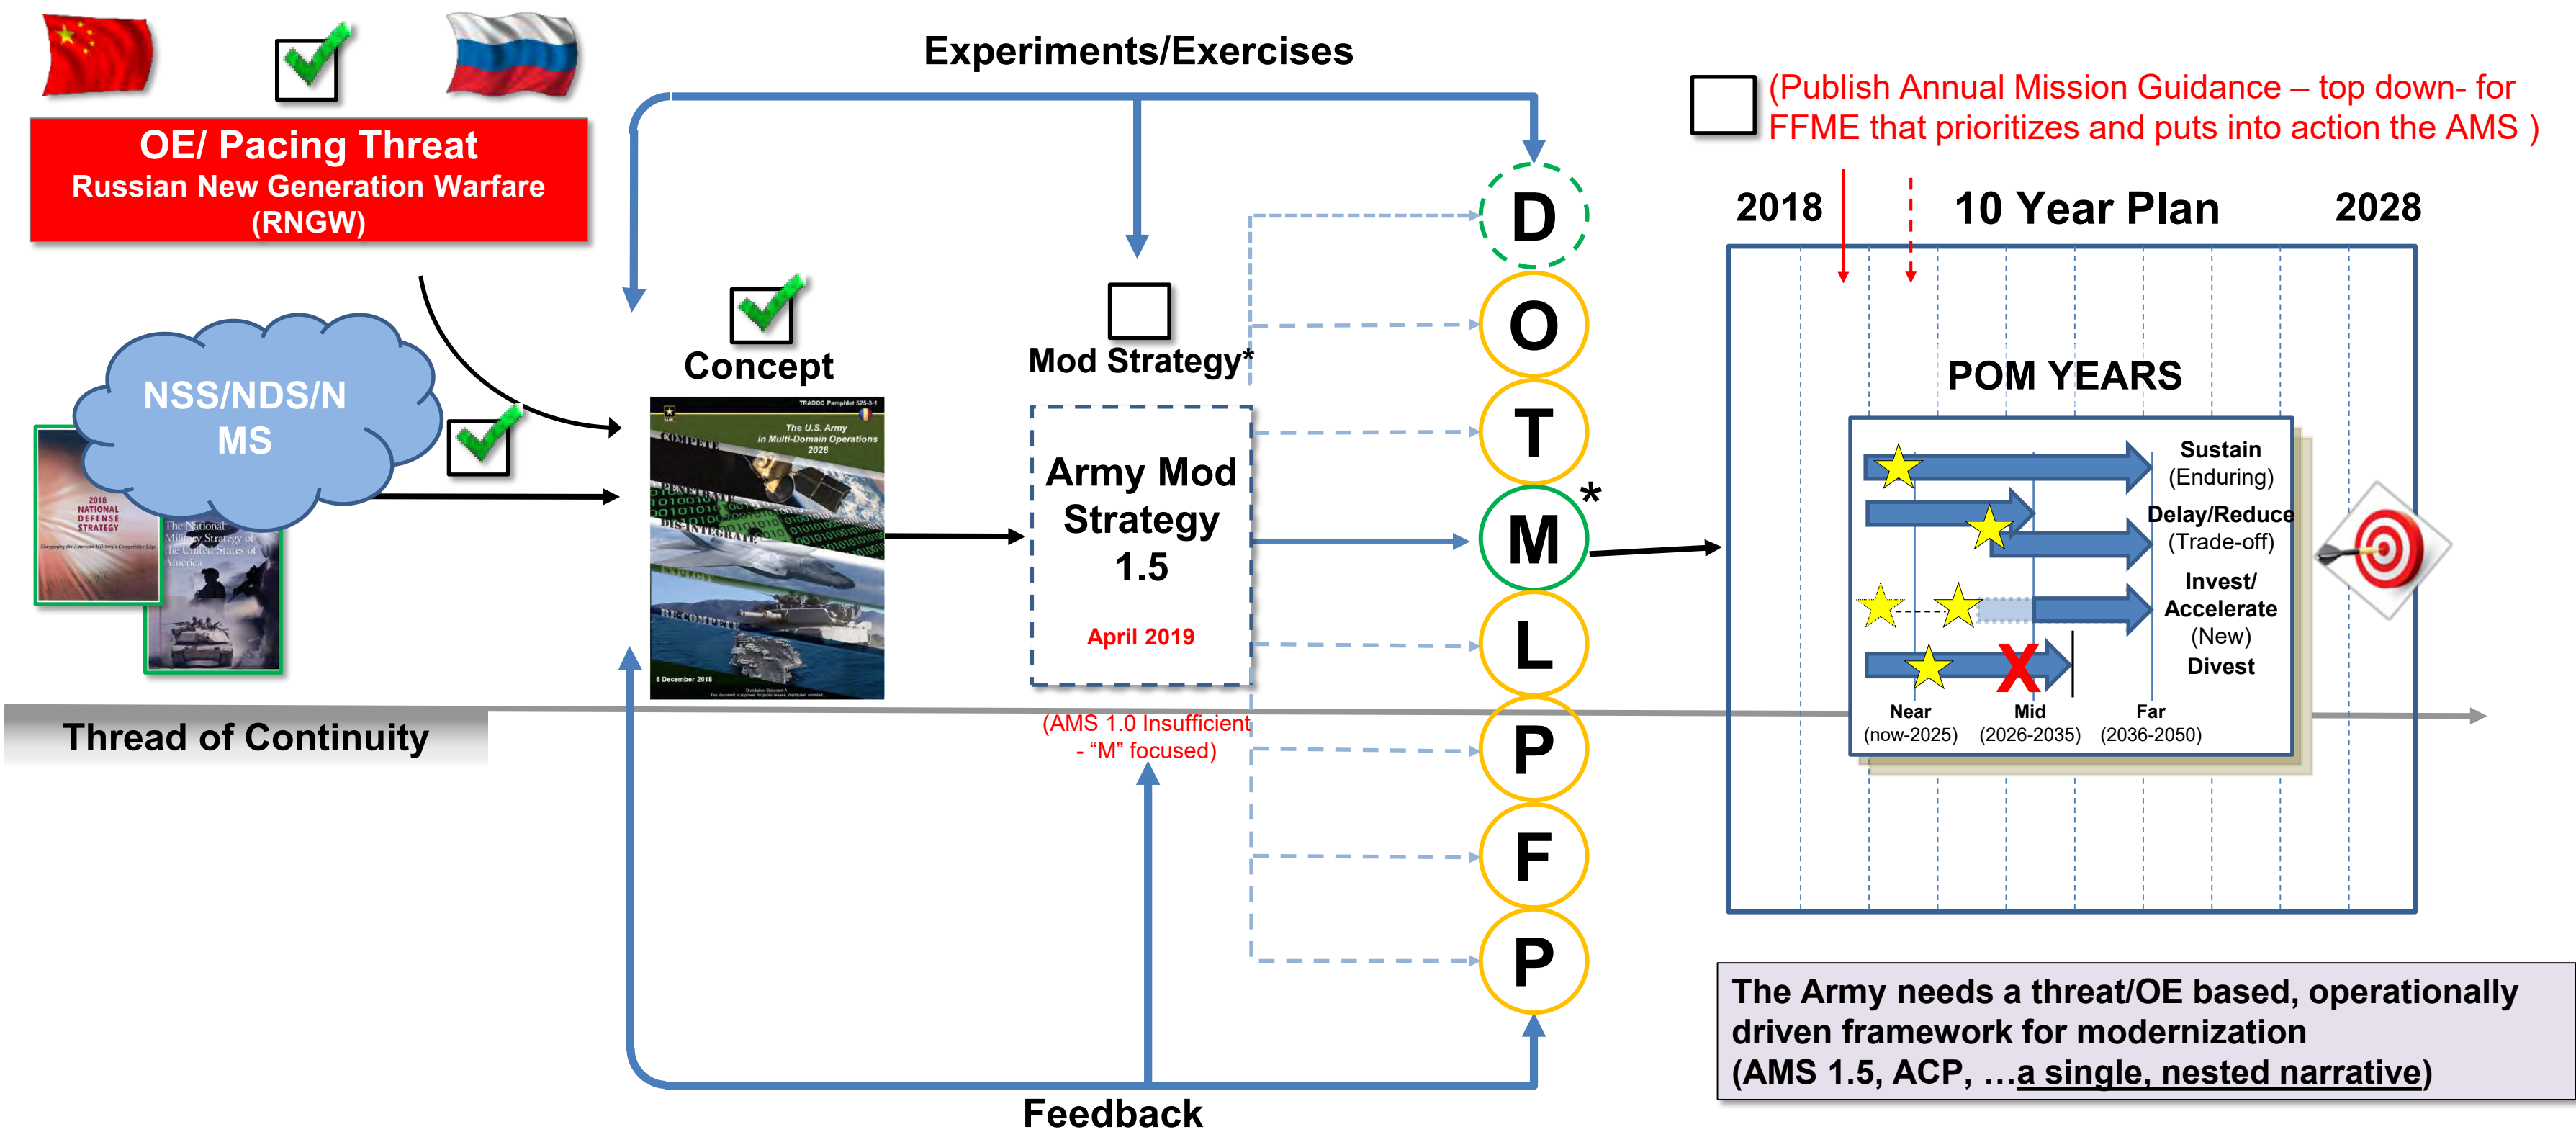 Experiments/Exercises
(Publish Annual Mission Guidance – top down- for
FFME that prioritizes and puts into action the AMS )
OE/ Pacing Threat
Russian New Generation Warfare
(RNGW)
2018
10 Year Plan
2028
NSS/NDS/N
MS
2018
NATIONAL
DEFENSE
STRATEGY
Sharpening the American Military's Competitive Edge
The National
Military Strategy of
the United States of
America
Concept
TRADOC Pamphlet 525-3-1
The U.S. Army
in Multi-Domain Operations
2028
COMPETE
PENETRATE
DIS-INTEGRATE
EXPLOIT
RE-COMPETE
6 December 2018
Mod Strategy*
Army Mod
Strategy
1.5
April 2019
(AMS 1.0 Insufficient
- “M” focused)
D
O
T
M
*
L
P
F
P
POM YEARS
Sustain
(Enduring)
Delay/Reduce
(Trade-off)
Invest/
Accelerate
(New)
Divest
X
Near
(now-2025)
Mid
(2026-2035)
Far
(2036-2050)
Thread of Continuity
Feedback
The Army needs a threat/OE based, operationally
driven framework for modernization
(AMS 1.5, ACP, …a single, nested narrative)